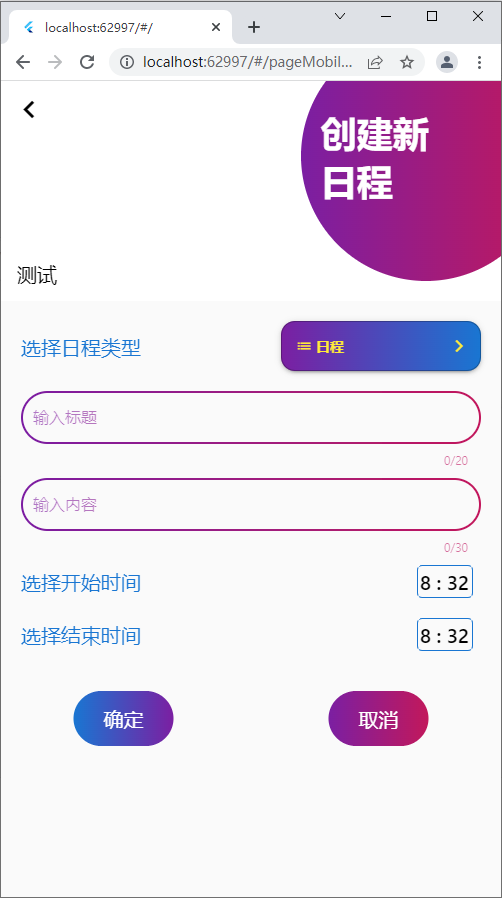 localhost:62997/#/
localhost:62997/#/pageMobil...
创建新
日程
测试
选择日程类型
日程
输入标题
0/20
输入内容
0/30
选择开始时间
8 : 32
选择结束时间
8 : 32
确定
取消